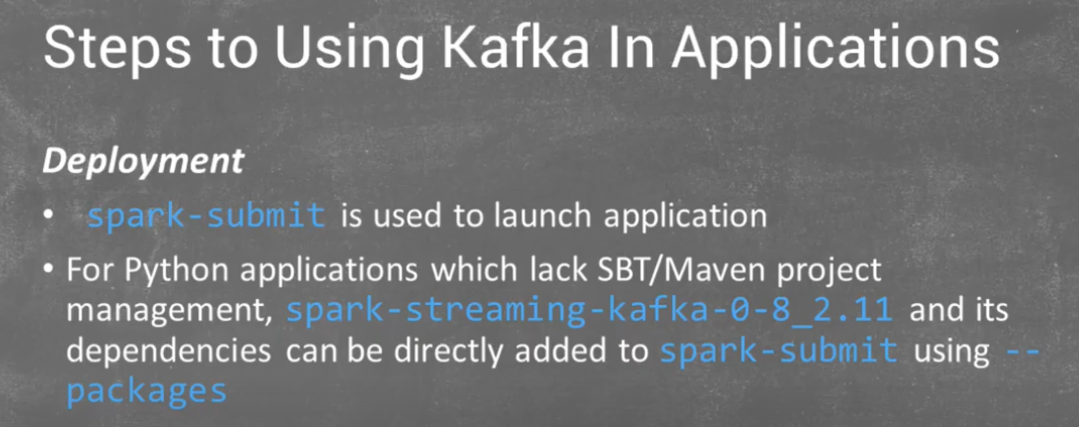 Steps to Using Kafka In Applications
Deployment
• spark-submit is used to launch application
• For Python applications which lack SBT/Maven project
management, spark-streaming-kafka-0-8_2.11 and its
dependencies can be directly added to spark-submit using --
packages